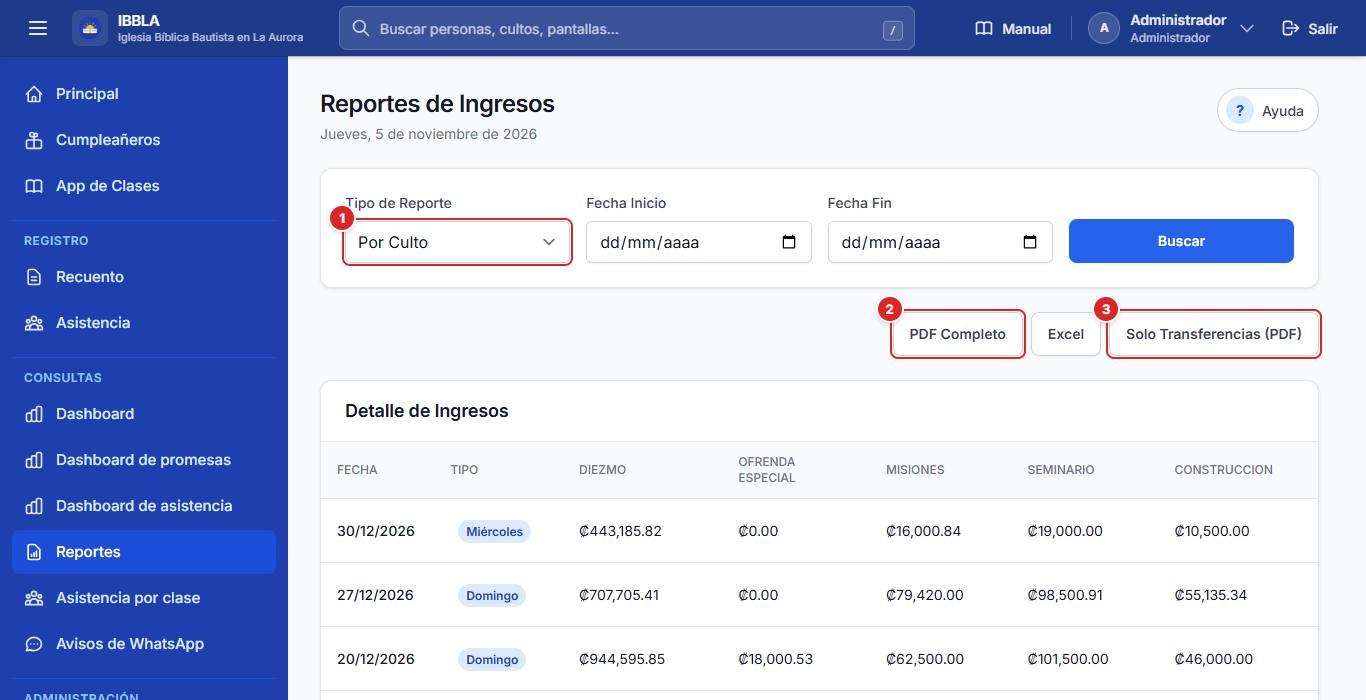 IBBLA
Iglesia Bíblica Bautista en La Aurora
Buscar personas, cultos, pantallas...
/
Manual
A
Administrador
Administrador
Salir
Principal
Cumpleañeros
App de Clases
REGISTRO
Recuento
Asistencia
CONSULTAS
Dashboard
Dashboard de promesas
Dashboard de asistencia
Reportes
Asistencia por clase
Avisos de WhatsApp
ADMINISTRACIÓN
Reportes de Ingresos
Jueves, 5 de noviembre de 2026
? Ayuda
Tipo de Reporte Fecha Inicio Fecha Fin
1
Por Culto dd/mm/aaaa dd/mm/aaaa Buscar
2 3
PDF Completo Excel Solo Transferencias (PDF)
Detalle de Ingresos
FECHA TIPO DIEZMO OFRENDA ESPECIAL MISIONES SEMINARIO CONSTRUCCION
30/12/2026 Miércoles ₡443,185.82 ₡0.00 ₡16,000.84 ₡19,000.00 ₡10,500.00
27/12/2026 Domingo ₡707,705.41 ₡0.00 ₡79,420.00 ₡98,500.91 ₡55,135.34
20/12/2026 Domingo ₡944,595.85 ₡18,000.53 ₡62,500.00 ₡101,500.00 ₡46,000.00